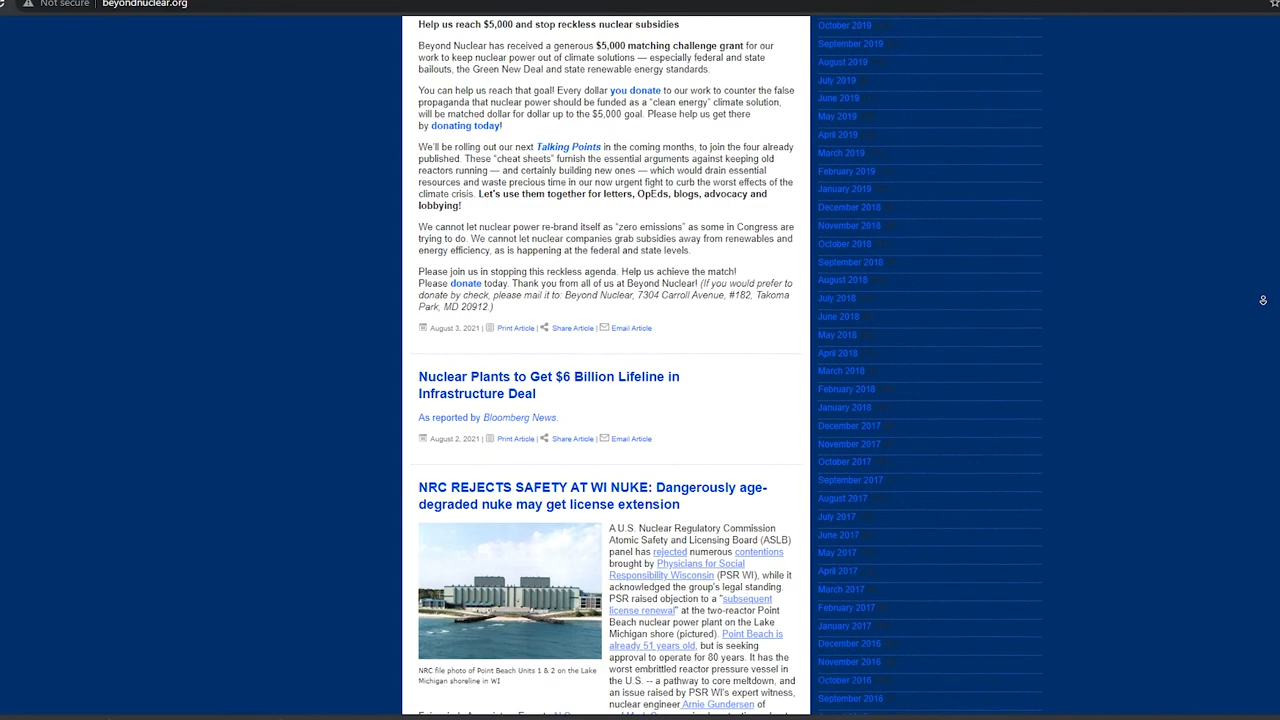 Not secure | beyondnuclear.org
Help us reach $5,000 and stop reckless nuclear subsidies
Beyond Nuclear has received a generous $5,000 matching challenge grant for our
work to keep nuclear power out of climate solutions — especially federal and state
bailouts, the Green New Deal and state renewable energy standards.
You can help us reach that goal! Every dollar you donate to our work to counter the false
propaganda that nuclear power should be funded as a “clean energy” climate solution,
will be matched dollar for dollar up to the $5,000 goal. Please help us get there
by donating today!
We’ll be rolling out our next Talking Points in the coming months, to join the four already
published. These “cheat sheets” furnish the essential arguments against keeping old
reactors running — and certainly building new ones — which would drain essential
resources and waste precious time in our now urgent fight to curb the worst effects of the
climate crisis. Let's use them together for letters, OpEds, blogs, advocacy and
lobbying!
We cannot let nuclear power re-brand itself as “zero emissions” as some in Congress are
trying to do. We cannot let nuclear companies grab subsidies away from renewables and
energy efficiency, as is happening at the federal and state levels.
Please join us in stopping this reckless agenda. Help us achieve the match!
Please donate today. Thank you from all of us at Beyond Nuclear! (If you would prefer to
donate by check, please mail it to: Beyond Nuclear, 7304 Carroll Avenue, #182, Takoma
Park, MD 20912.)
August 3, 2021 | Print Article | Share Article | Email Article
Nuclear Plants to Get $6 Billion Lifeline in
Infrastructure Deal
As reported by Bloomberg News.
August 2, 2021 | Print Article | Share Article | Email Article
NRC REJECTS SAFETY AT WI NUKE: Dangerously age-
degraded nuke may get license extension
A U.S. Nuclear Regulatory Commission
Atomic Safety and Licensing Board (ASLB)
panel has rejected numerous contentions
brought by Physicians for Social
Responsibility Wisconsin (PSR WI), while it
acknowledged the group's legal standing.
PSR raised objection to a "subsequent
license renewal" at the two-reactor Point
Beach nuclear power plant on the Lake
Michigan shore (pictured). Point Beach is
already 51 years old, but is seeking
approval to operate for 80 years. It has the
worst embrittled reactor pressure vessel in
the U.S. -- a pathway to core meltdown, and
an issue raised by PSR WI's expert witness,
nuclear engineer Arnie Gundersen of
NRC file photo of Point Beach Units 1 & 2 on the Lake
Michigan shoreline in WI
October 2019
September 2019
August 2019
July 2019
June 2019
May 2019
April 2019
March 2019
February 2019
January 2019
December 2018
November 2018
October 2018
September 2018
August 2018
July 2018
June 2018
May 2018
April 2018
March 2018
February 2018
January 2018
December 2017
November 2017
October 2017
September 2017
August 2017
July 2017
June 2017
May 2017
April 2017
March 2017
February 2017
January 2017
December 2016
November 2016
October 2016
September 2016